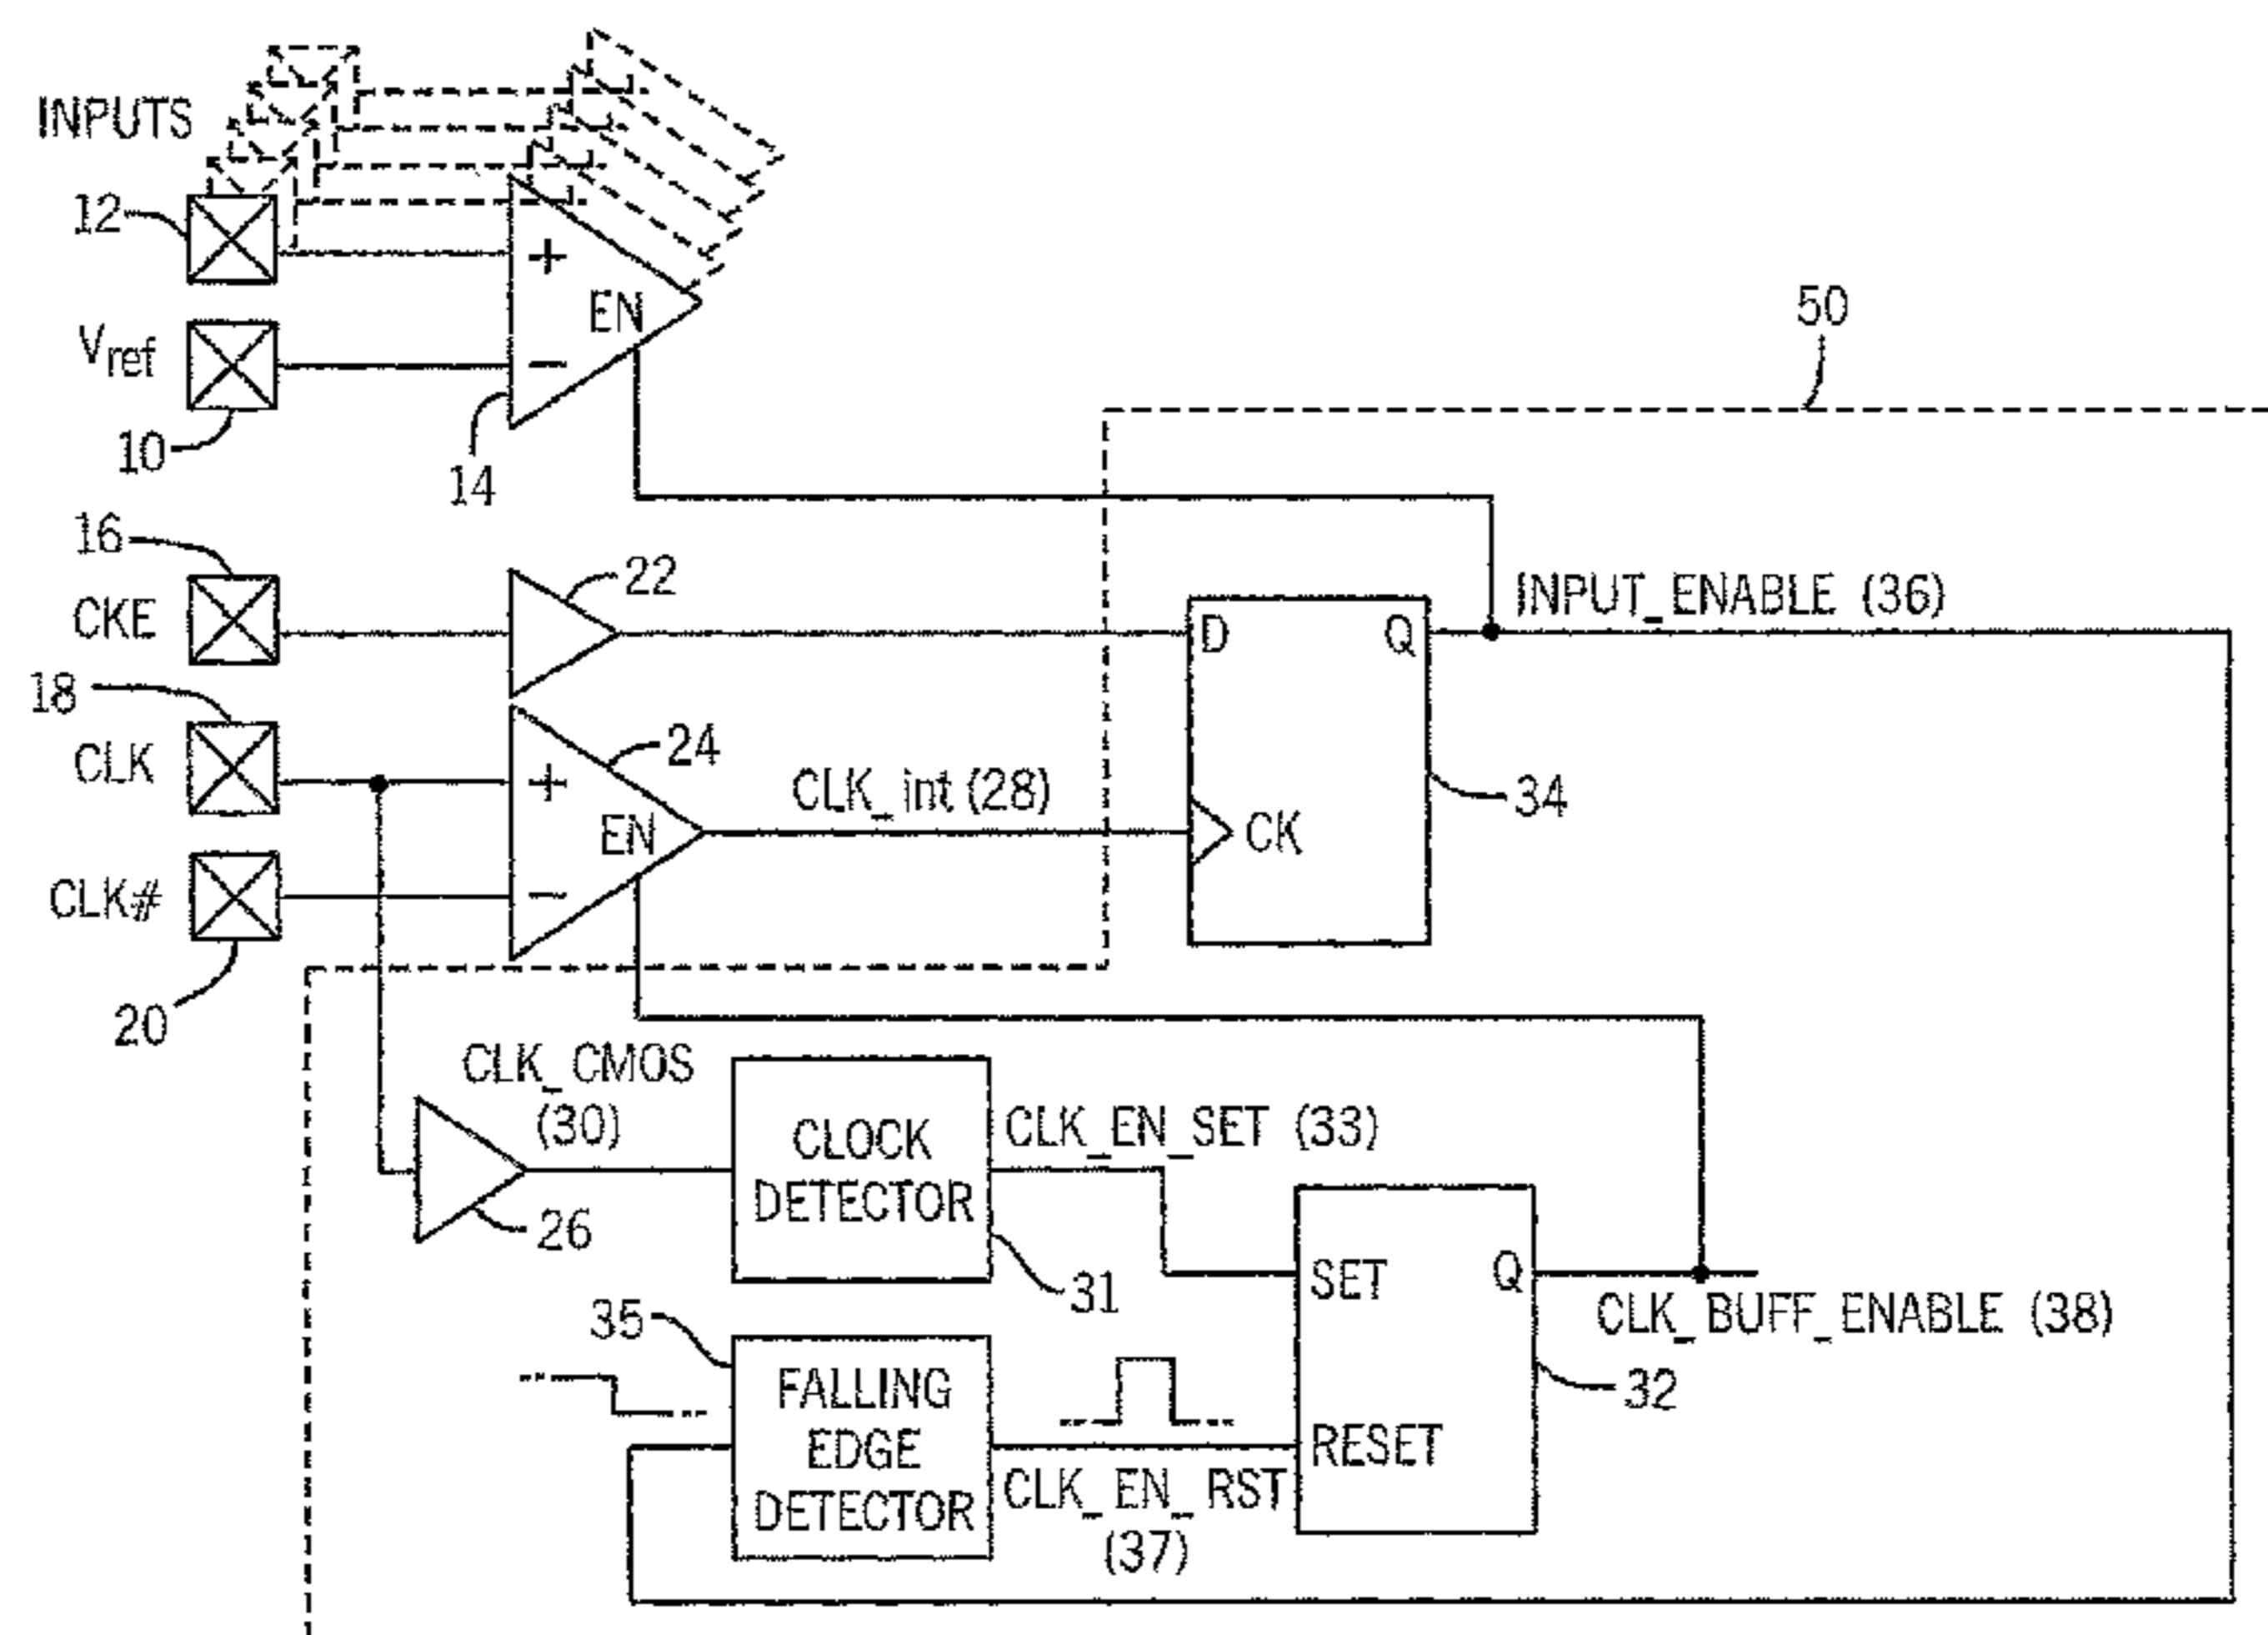 INPUTS
12
+
EN
Vref
−
10
14
50
16
CKE
22
D
Q
INPUT_ENABLE (36)
18
CLK
24
+
EN
CLK_int (28)
CK
34
CLK#
−
20
CLK_CMOS
(30)
26
CLOCK
DETECTOR
31
CLK_EN_SET (33)
SET
Q
CLK_BUFF_ENABLE (38)
32
35
FALLING
EDGE
DETECTOR
RESET
CLK_EN_RST
(37)